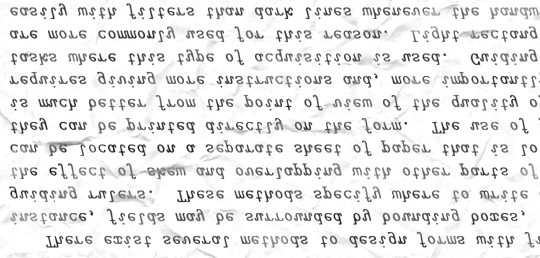 There exist several methods to design forms with fi
instance, fields may be surrounded by bounding boxes,
guiding rulers. These methods specify where to write
the effect of skew and overlapping with other parts of
can be located on a separate sheet of paper that is lo
they can be printed directly on the form. The use of
is much better from the point of view of the quality o
requires giving more instructions and, more importantl
tasks where this type of acquisition is used. Guiding
are more commonly used for this reason. Light rectang
easily with filters than dark lines whenever the handw